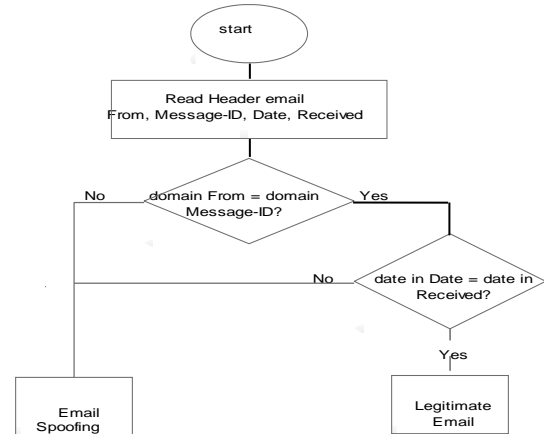 start
Read Header email
From, Message-ID, Date, Received
No
domain From = domain
Message-ID?
Yes
No
date in Date = date in
Received?
Yes
Email
Spoofing
Legitimate
Email